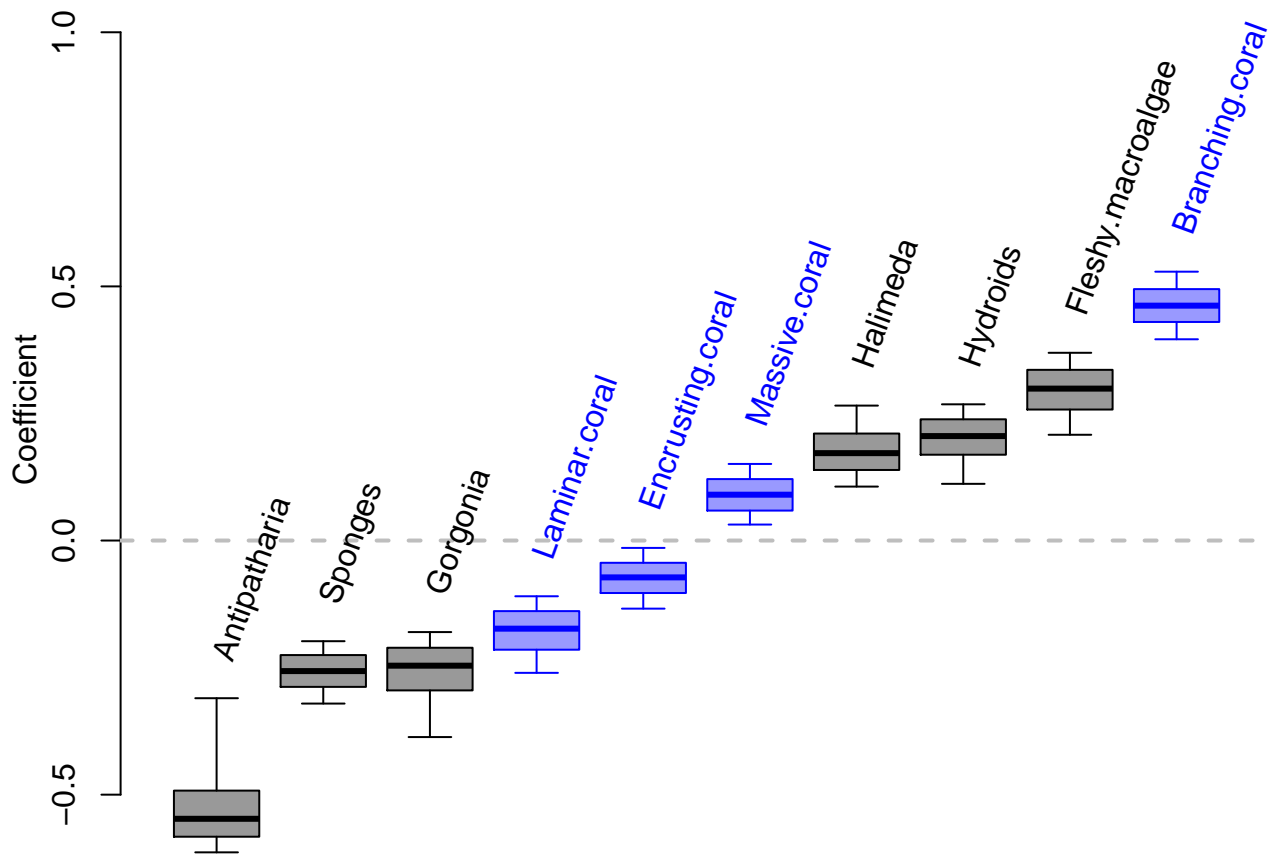 1.0
0.5
0.0
−0.5
Coefficient
Antipatharia
Sponges
Gorgonia
Laminar.coral
Encrusting.coral
Massive.coral
Halimeda
Hydroids
Fleshy.macroalgae
Branching.coral